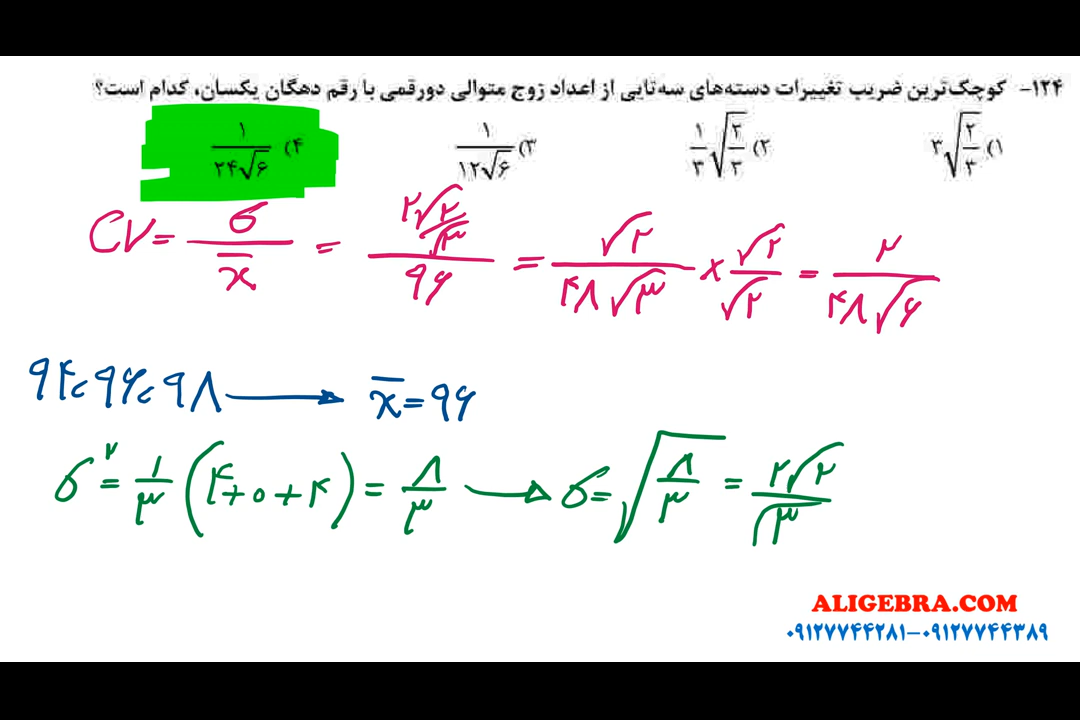 ۱۲۴- کوچک‌ترین ضریب تغییرات دسته‌های سه‌تایی از اعداد زوج متوالی دورقمی با رقم دهگان یکسان، کدام است؟
۱) ۳√(۲/۳) ۲) ۱/۳ √(۲/۳) ۳) ۱/(۱۲√۶) ۴) ۱/(۲۴√۶)
CV = σ/x̄ = (۲√۲/√۳)/۹۶ = √۲/(۴۸√۳) × √۲/√۲ = ۲/(۴۸√۶)
۹۴، ۹۶، ۹۸ → x̄ = ۹۶
σ² = ۱/۳ (۴+۰+۴) = ۸/۳ → σ = √(۸/۳) = ۲√۲/√۳
ALIGEBRA.COM
۰۹۱۲۷۷۴۴۲۸۱-۰۹۱۲۷۷۴۴۳۸۹